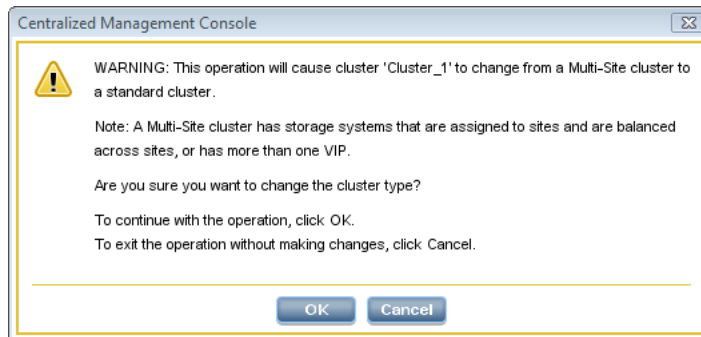 Centralized Management Console
WARNING: This operation will cause cluster 'Cluster_1' to change from a Multi-Site cluster to
a standard cluster.
Note: A Multi-Site cluster has storage systems that are assigned to sites and are balanced
across sites, or has more than one VIP.
Are you sure you want to change the cluster type?
To continue with the operation, click OK.
To exit the operation without making changes, click Cancel.
OK Cancel